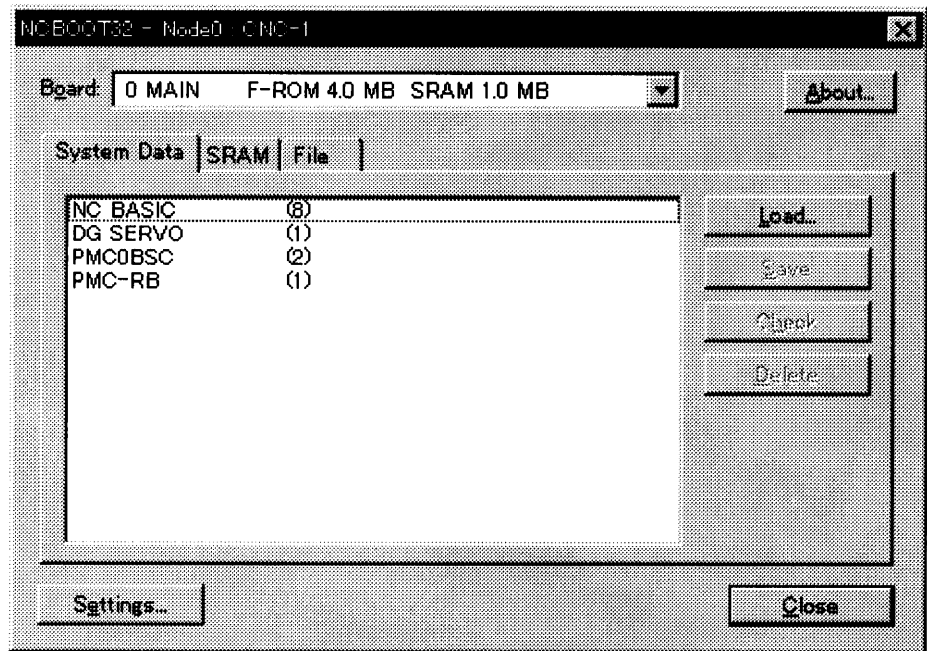 NCBOOT32 - Node0 : CNC-1
Board: 0 MAIN F-ROM 4.0 MB SRAM 1.0 MB About...
System Data SRAM File
NC BASIC (8)
DG SERVO (1)
PMC0BSC (2)
PMC-RB (1)
Load...
Save
Check
Delete
Settings... Close